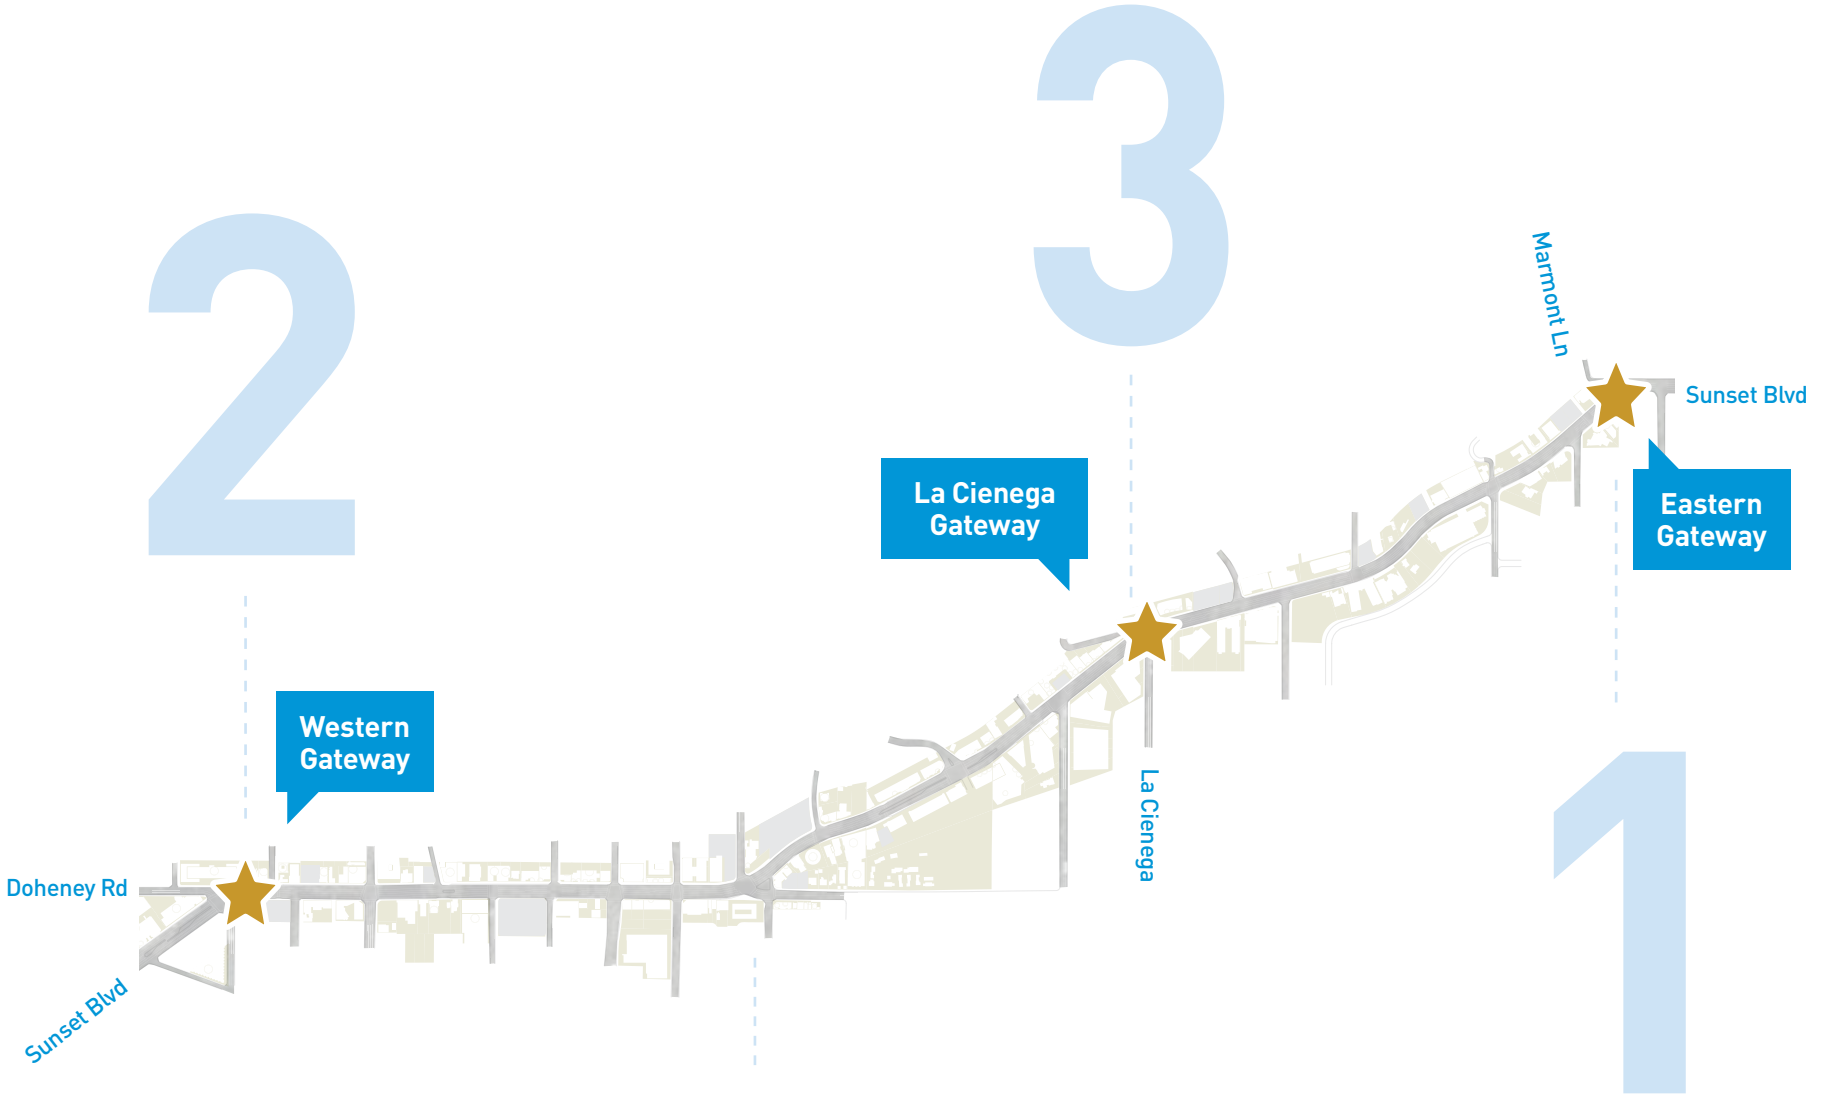 3
2
Marmont Ln
Sunset Blvd
La Cienega
Gateway
Eastern
Gateway
Western
Gateway
La Cienega
1
Doheney Rd
Sunset Blvd